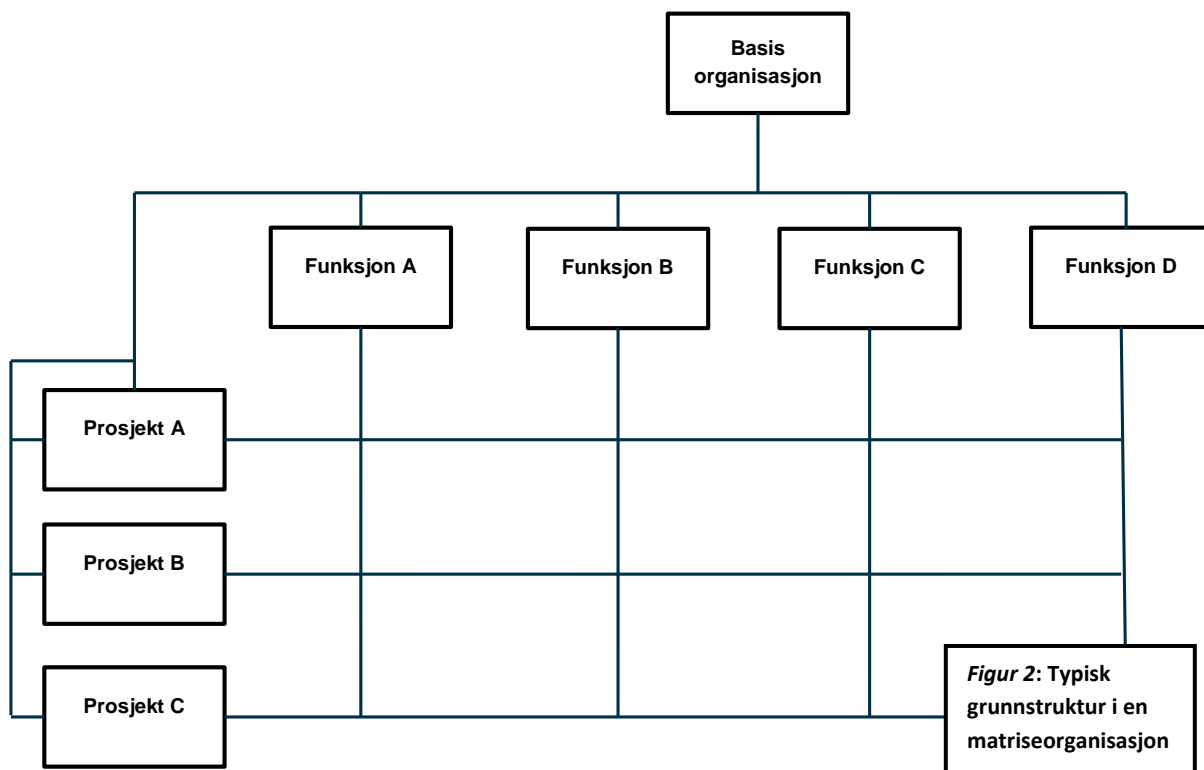 Basis
organisasjon
Funksjon A
Funksjon B
Funksjon C
Funksjon D
Prosjekt A
Prosjekt B
Prosjekt C
Figur 2: Typisk
grunnstruktur i en
matriseorganisasjon